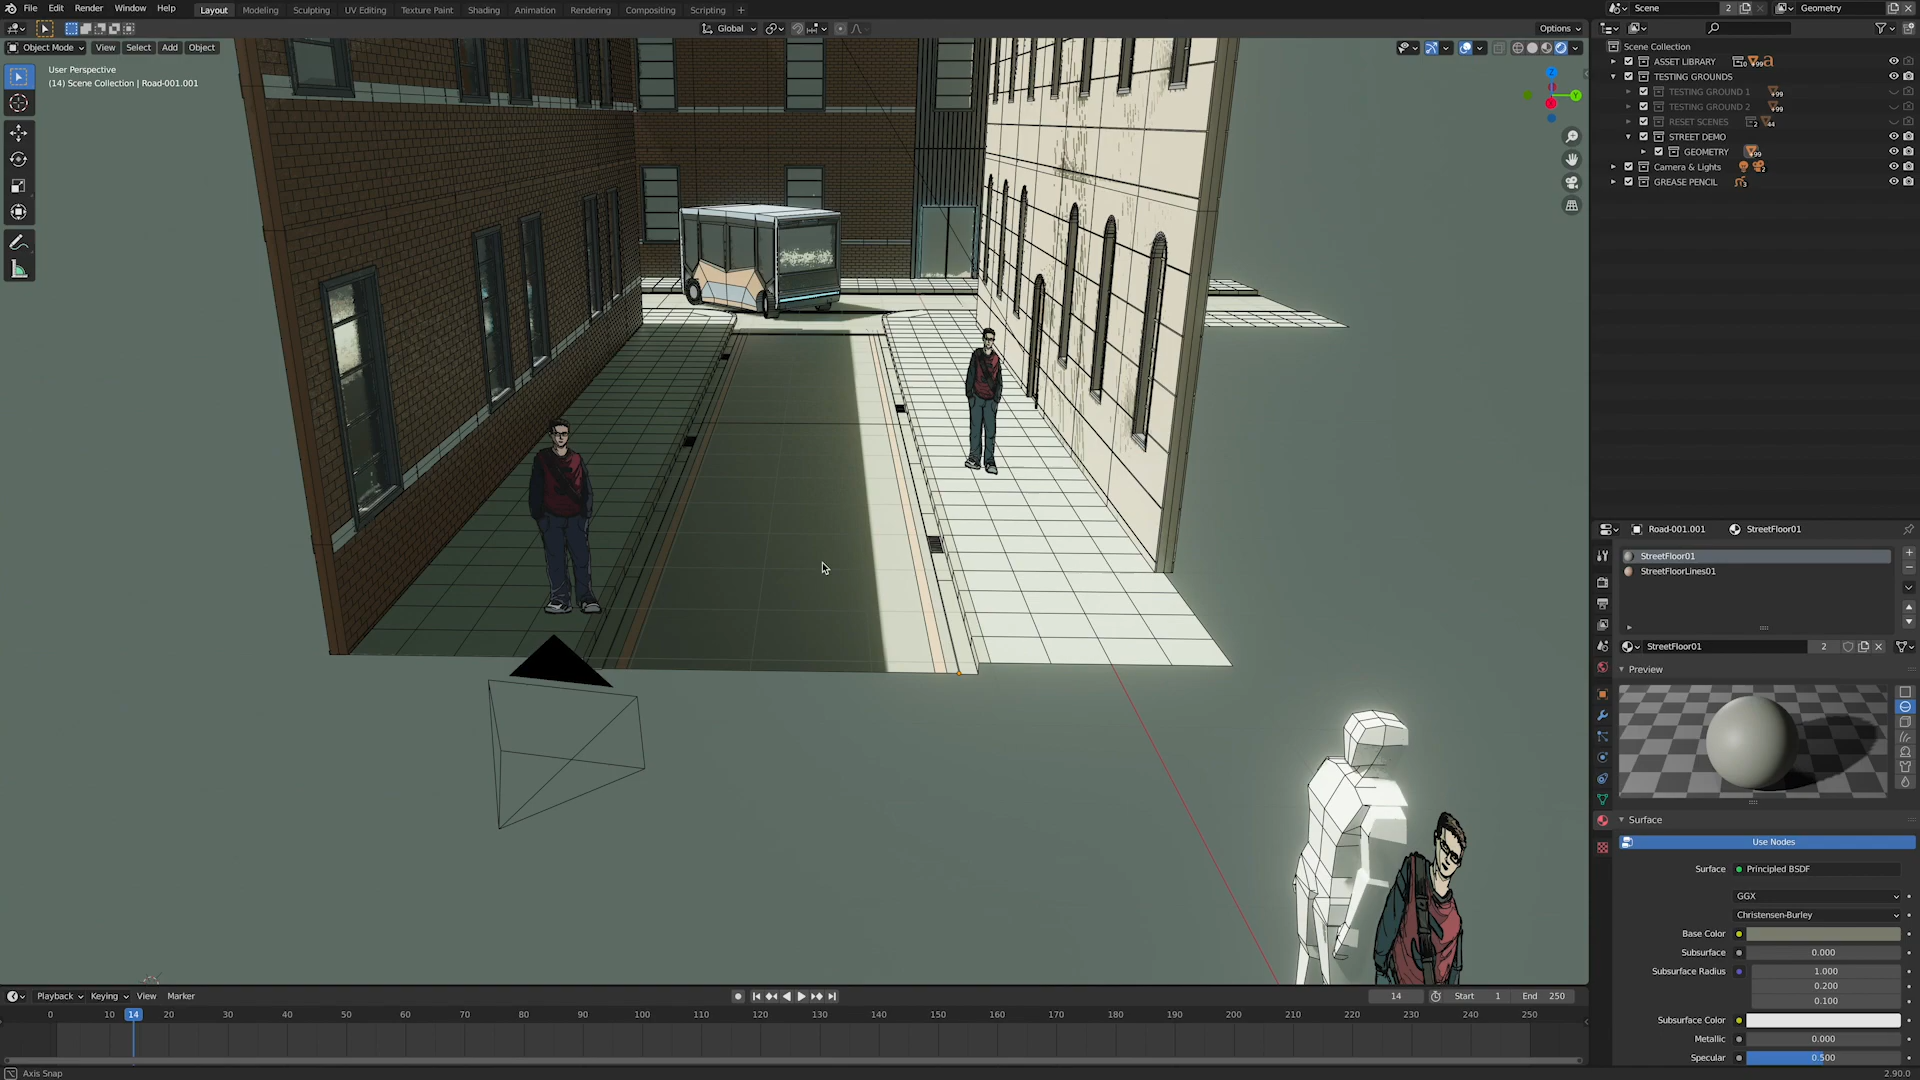 File Edit Render Window Help
Layout Modeling Sculpting UV Editing Texture Paint Shading Animation Rendering Compositing Scripting +
Scene 2 Geometry
Global Options
Object Mode View Select Add Object
User Perspective
(14) Scene Collection | Road-001.001
Z
Y
X
Scene Collection
ASSET LIBRARY
TESTING GROUNDS
TESTING GROUND 1
TESTING GROUND 2
RESET SCENES
STREET DEMO
GEOMETRY
Camera & Lights
GREASE PENCIL
Road-001.001 StreetFloor01
StreetFloor01
StreetFloorLines01
StreetFloor01 2
Preview
Surface
Use Nodes
Surface Principled BSDF
GGX
Christensen-Burley
Base Color
Subsurface 0.000
Subsurface Radius 1.000
0.200
0.100
Subsurface Color
Metallic 0.000
Specular 0.500
Playback Keying View Marker 14 Start 1 End 250
0 10 14 20 30 40 50 60 70 80 90 100 110 120 130 140 150 160 170 180 190 200 210 220 230 240 250
Axis Snap 2.90.0